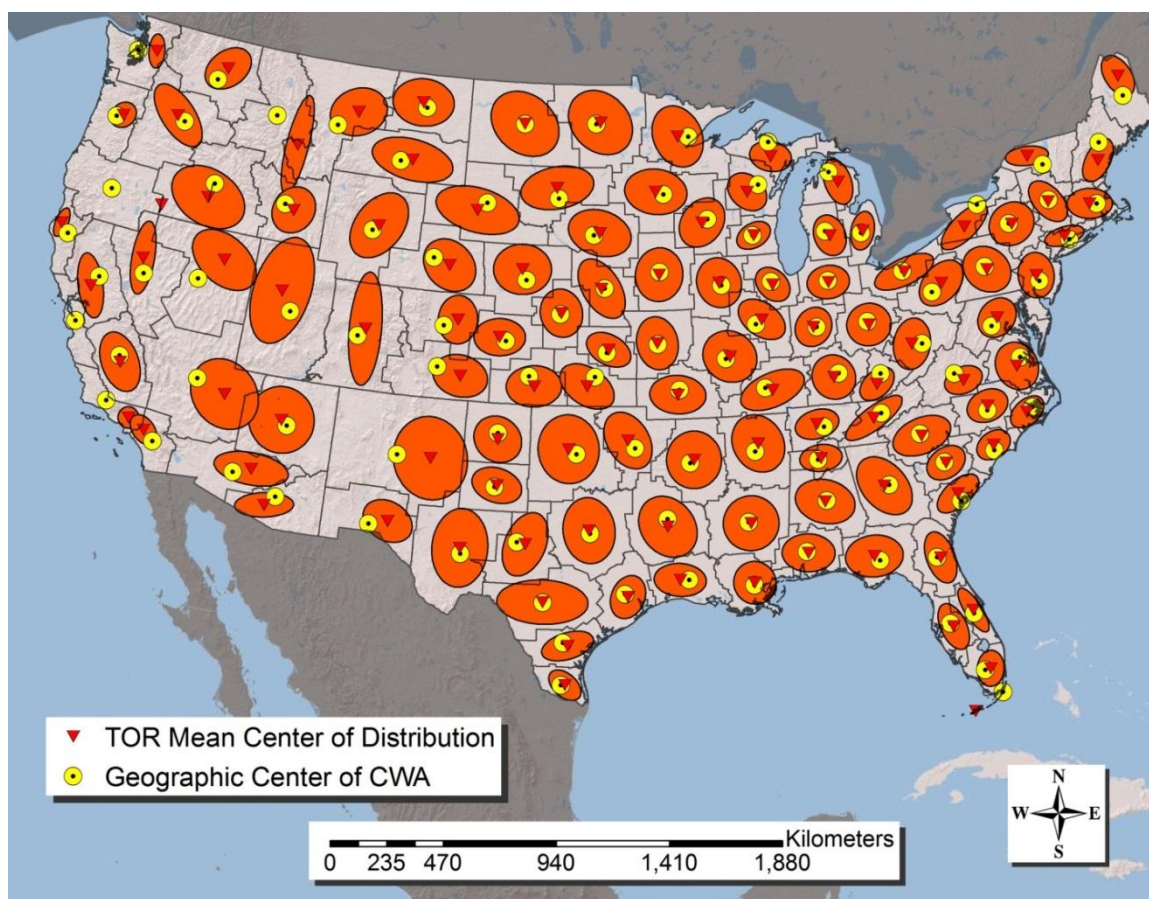 TOR Mean Center of Distribution
Geographic Center of CWA
N
W E
S
Kilometers
0 235 470 940 1,410 1,880